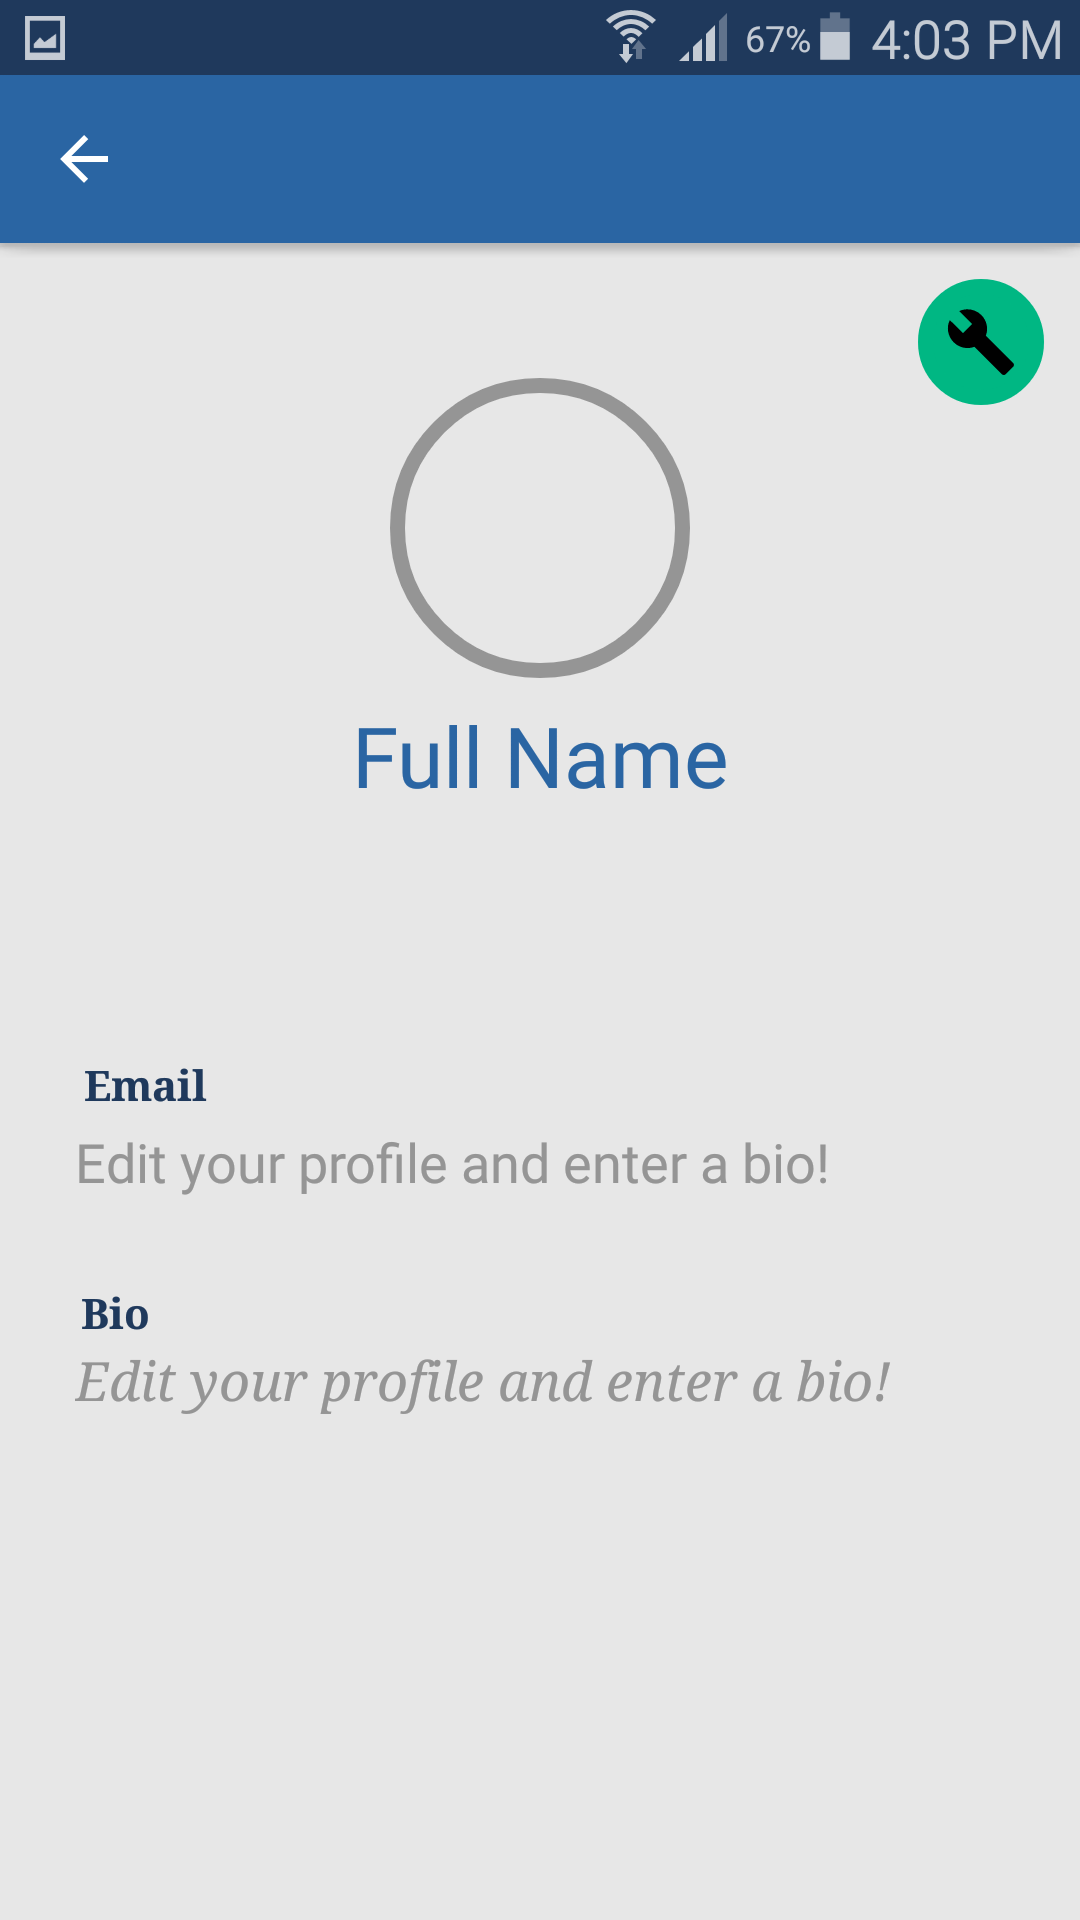 67% 4:03 PM
Full Name
Email
Edit your profile and enter a bio!
Bio
Edit your profile and enter a bio!